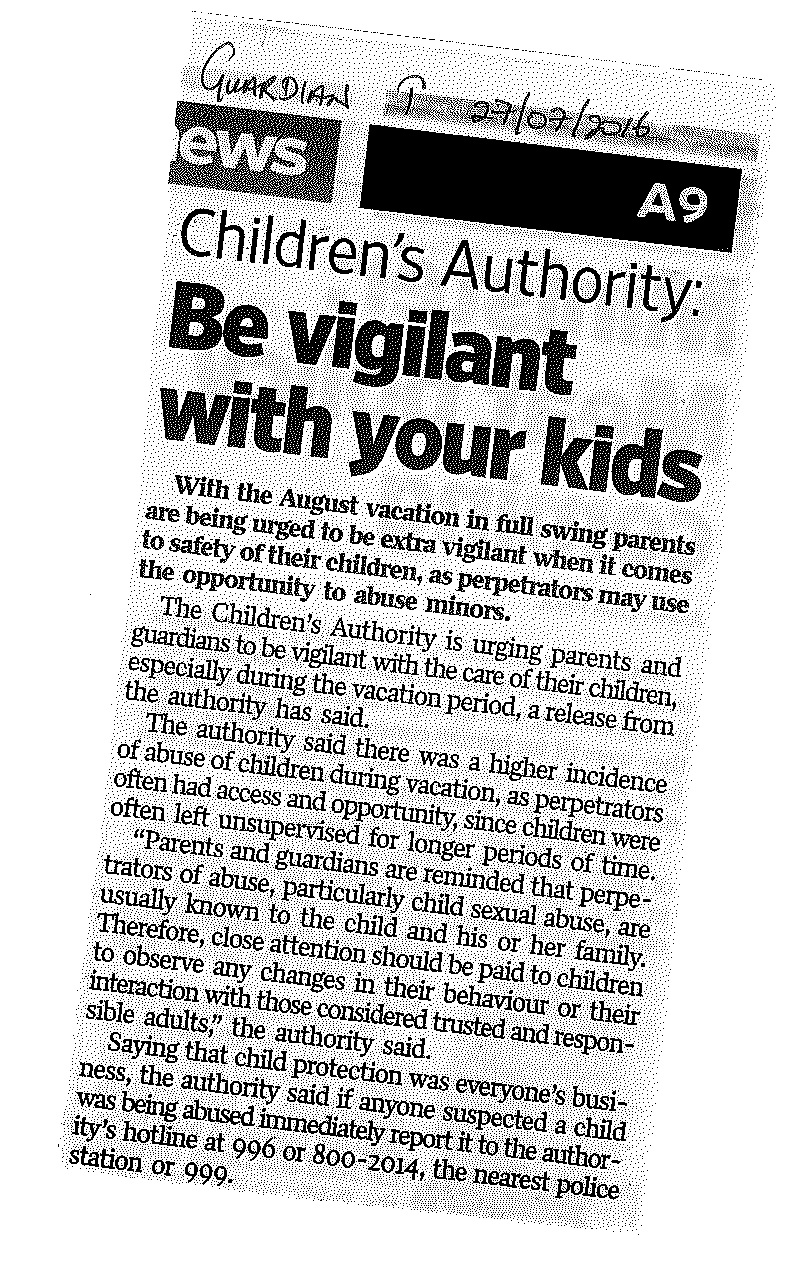 GUARDIAN T 27/07/2016
ews
A9
Children's Authority:
Be vigilant
with your kids
With the August vacation in full swing parents
are being urged to be extra vigilant when it comes
to safety of their children, as perpetrators may use
the opportunity to abuse minors.
The Children's Authority is urging parents and
guardians to be vigilant with the care of their children,
especially during the vacation period, a release from
the authority has said.
The authority said there was a higher incidence
of abuse of children during vacation, as perpetrators
often had access and opportunity, since children were
often left unsupervised for longer periods of time.
“Parents and guardians are reminded that perpe-
trators of abuse, particularly child sexual abuse, are
usually known to the child and his or her family.
Therefore, close attention should be paid to children
to observe any changes in their behaviour or their
interaction with those considered trusted and respon-
sible adults,” the authority said.
Saying that child protection was everyone's busi-
ness, the authority said if anyone suspected a child
was being abused immediately report it to the author-
ity's hotline at 996 or 800-2014, the nearest police
station or 999.